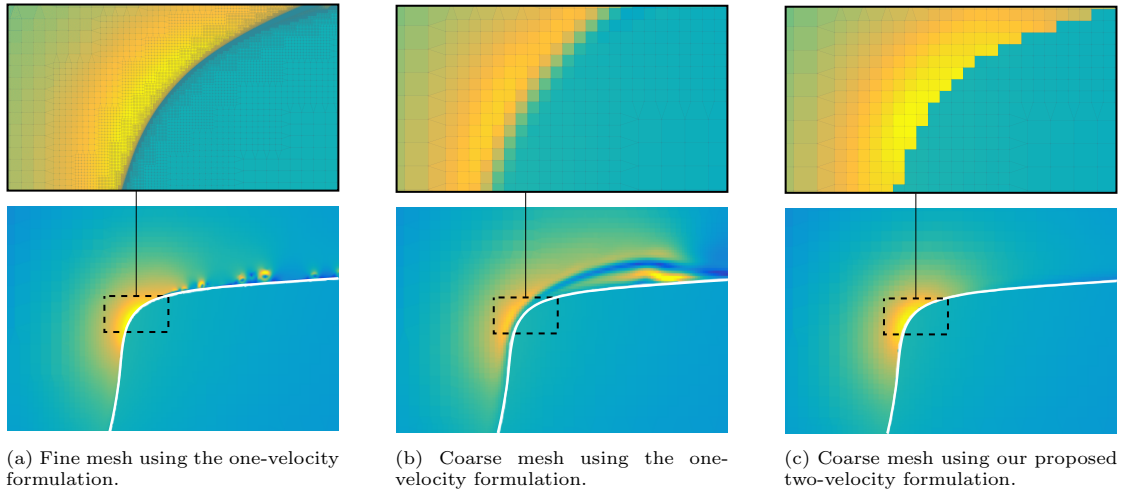 (a) Fine mesh using the one-velocity
formulation.
(b) Coarse mesh using the one-
velocity formulation.
(c) Coarse mesh using our proposed
two-velocity formulation.